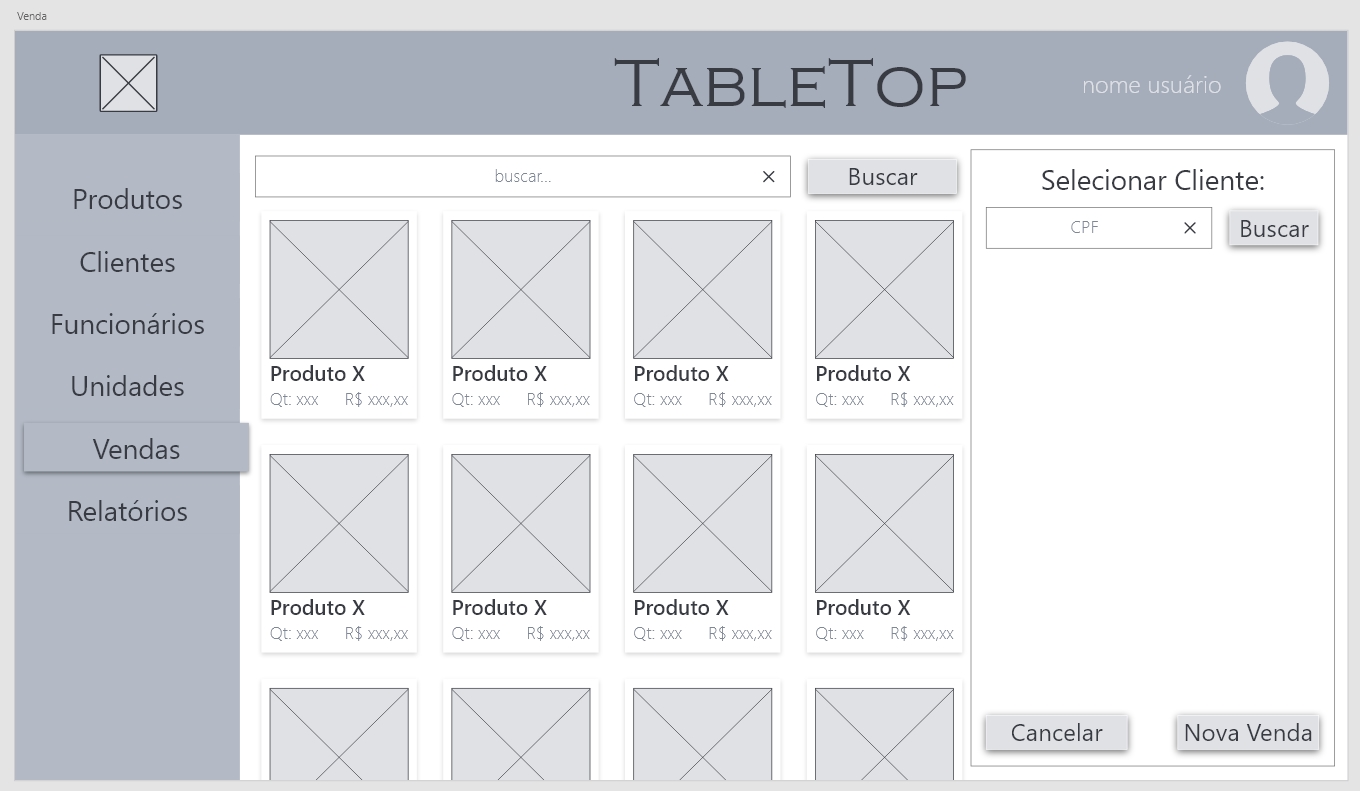 Venda
TableTop
nome usuário
Produtos
Clientes
Funcionários
Unidades
Vendas
Relatórios
buscar...
Buscar
Produto X
Qt: xxx R$ xxx,xx
Produto X
Qt: xxx R$ xxx,xx
Produto X
Qt: xxx R$ xxx,xx
Produto X
Qt: xxx R$ xxx,xx
Produto X
Qt: xxx R$ xxx,xx
Produto X
Qt: xxx R$ xxx,xx
Produto X
Qt: xxx R$ xxx,xx
Produto X
Qt: xxx R$ xxx,xx
Selecionar Cliente:
CPF
Buscar
Cancelar
Nova Venda